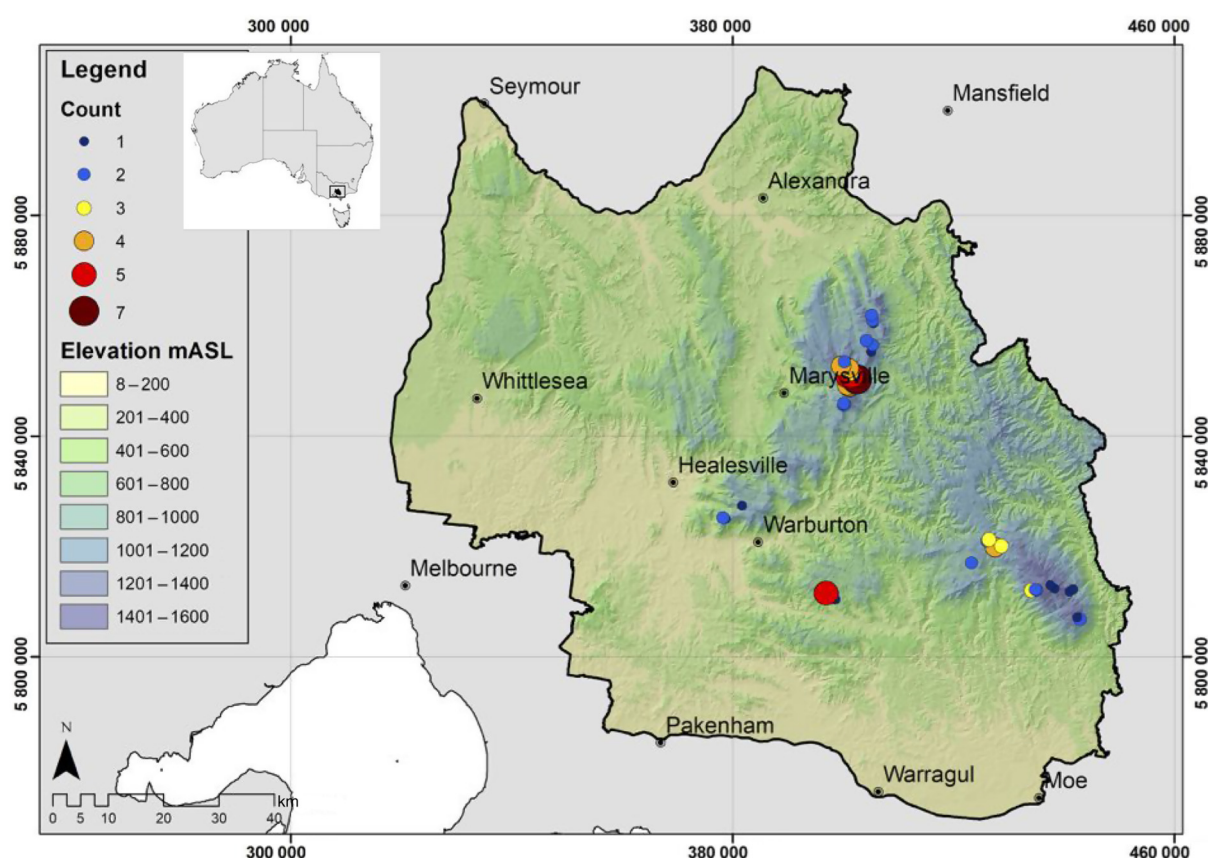 300 000
380 000
460 000
Legend
Count
1
2
3
4
5
7
Elevation mASL
8 – 200
201 – 400
401 – 600
601 – 800
801 – 1000
1001 – 1200
1201 – 1400
1401 – 1600
Seymour
Mansfield
Alexandra
Whittlesea
Marysville
Healesville
Warburton
Melbourne
Pakenham
Warragul
Moe
5 880 000
5 840 000
5 800 000
5 880 000
5 840 000
5 800 000
N
km
0 5 10 20 30 40
300 000
380 000
460 000